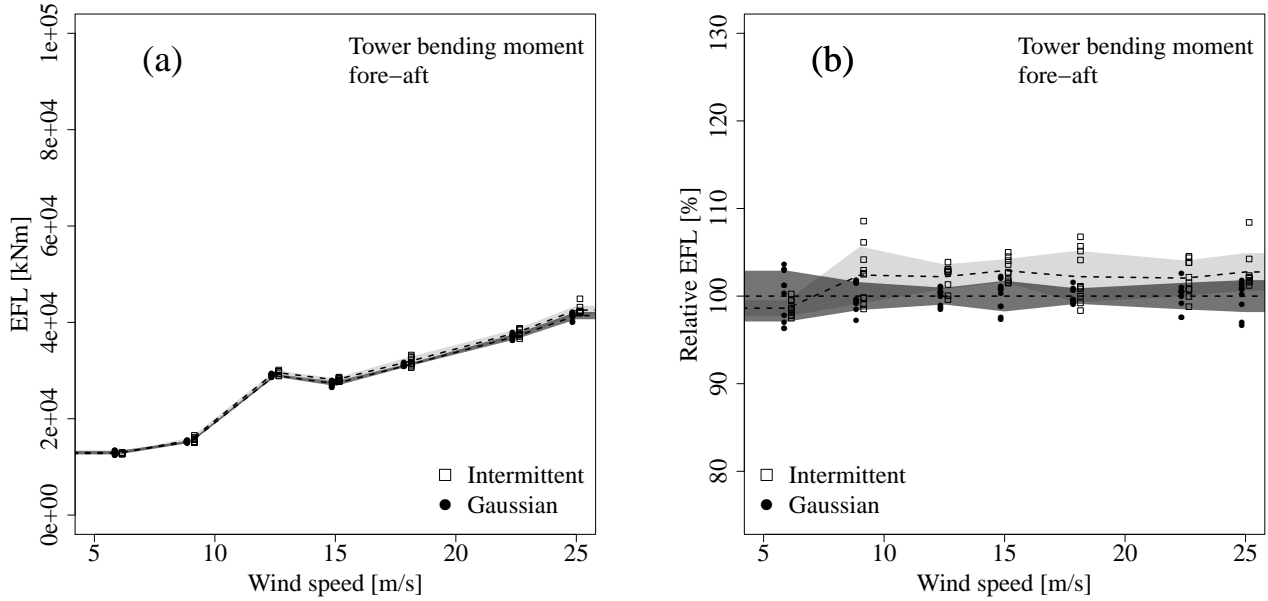 (a)
Tower bending moment
fore−aft
EFL [kNm]
1e+05
8e+04
6e+04
4e+04
2e+04
0e+00
Intermittent
Gaussian
5 10 15 20 25
Wind speed [m/s]
(b)
Tower bending moment
fore−aft
Relative EFL [%]
130
120
110
100
90
80
Intermittent
Gaussian
5 10 15 20 25
Wind speed [m/s]